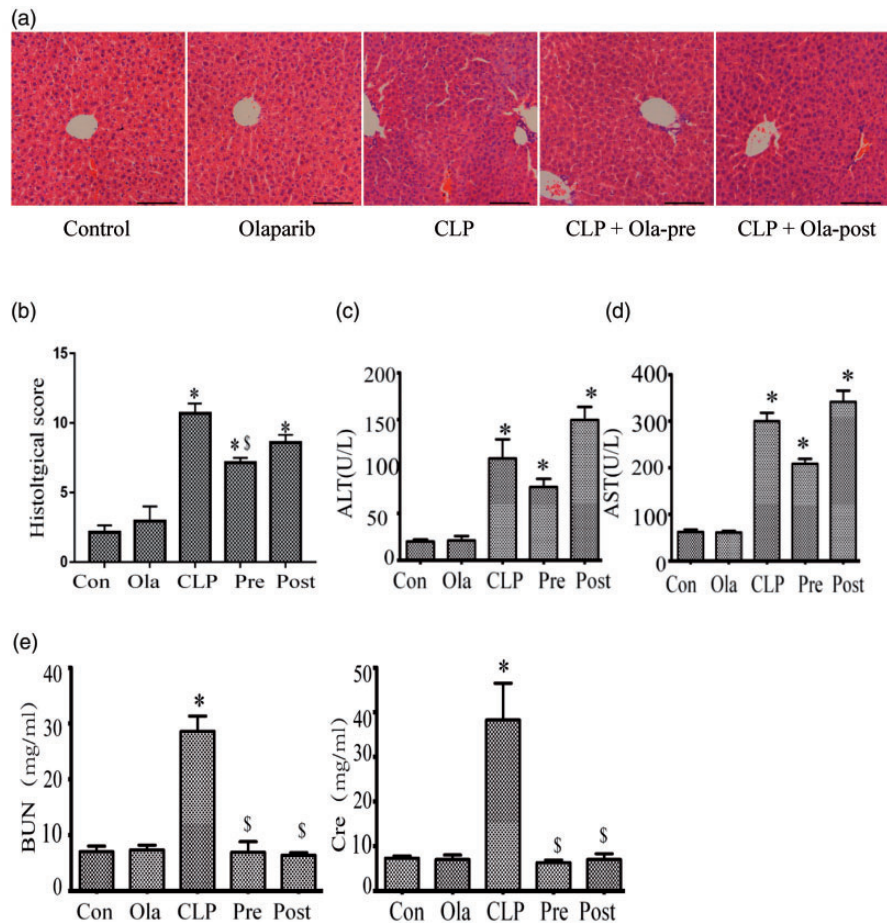 (a)
Control Olaparib CLP CLP + Ola-pre CLP + Ola-post
(b)
Histoltgical score
15
10
5
0
* *$ *
Con Ola CLP Pre Post
(c)
ALT(U/L)
200
150
100
50
0
* * *
Con Ola CLP Pre Post
(d)
AST(U/L)
400
300
200
100
0
* * *
Con Ola CLP Pre Post
(e)
BUN (mg/ml)
40
30
20
10
0
* $ $
Con Ola CLP Pre Post
Cre (mg/ml)
50
40
30
20
10
0
* $ $
Con Ola CLP Pre Post